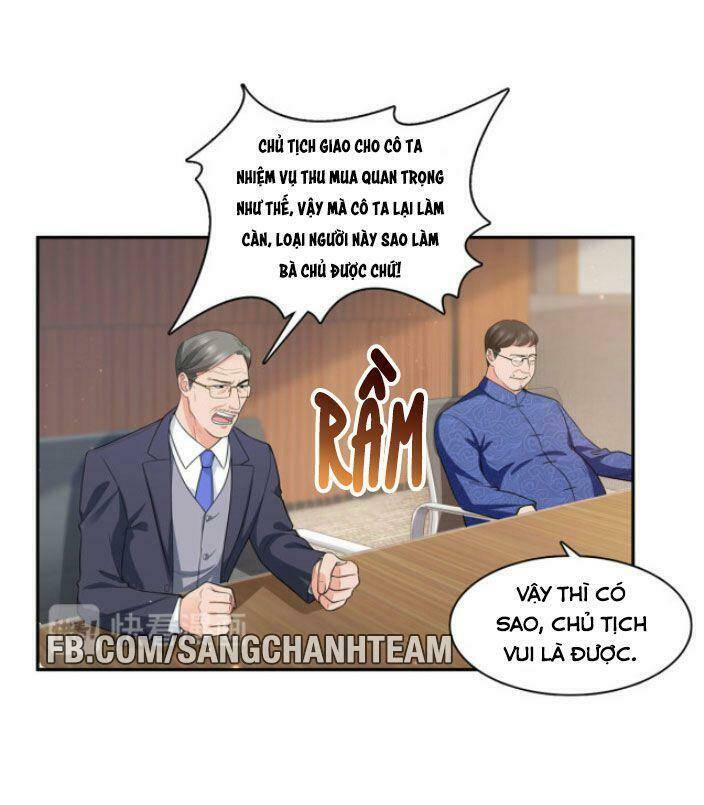 CHỦ TỊCH GIAO CHO CÔ TA
NHIỆM VỤ THU MUA QUAN TRỌNG
NHƯ THẾ, VẬY MÀ CÔ TA LẠI LÀM
CÀN, LOẠI NGƯỜI NÀY SAO LÀM
BÀ CHỦ ĐƯỢC CHỨ!
RẦM
VẬY THÌ CÓ
SAO, CHỦ TỊCH
VUI LÀ ĐƯỢC.
快看漫画
FB.COM/SANGCHANHTEAM